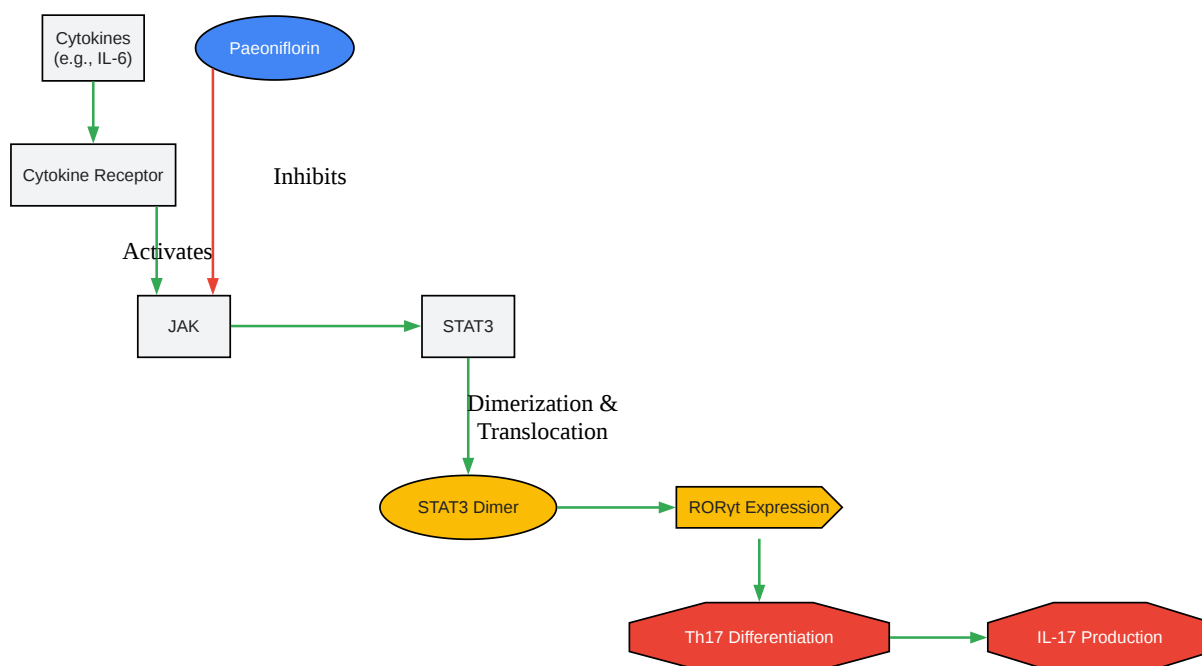 Cytokines
(e.g., IL-6)
Paeoniflorin
Cytokine Receptor
Inhibits
Activates
JAK
STAT3
Dimerization &
Translocation
STAT3 Dimer
RORγt Expression
Th17 Differentiation
IL-17 Production